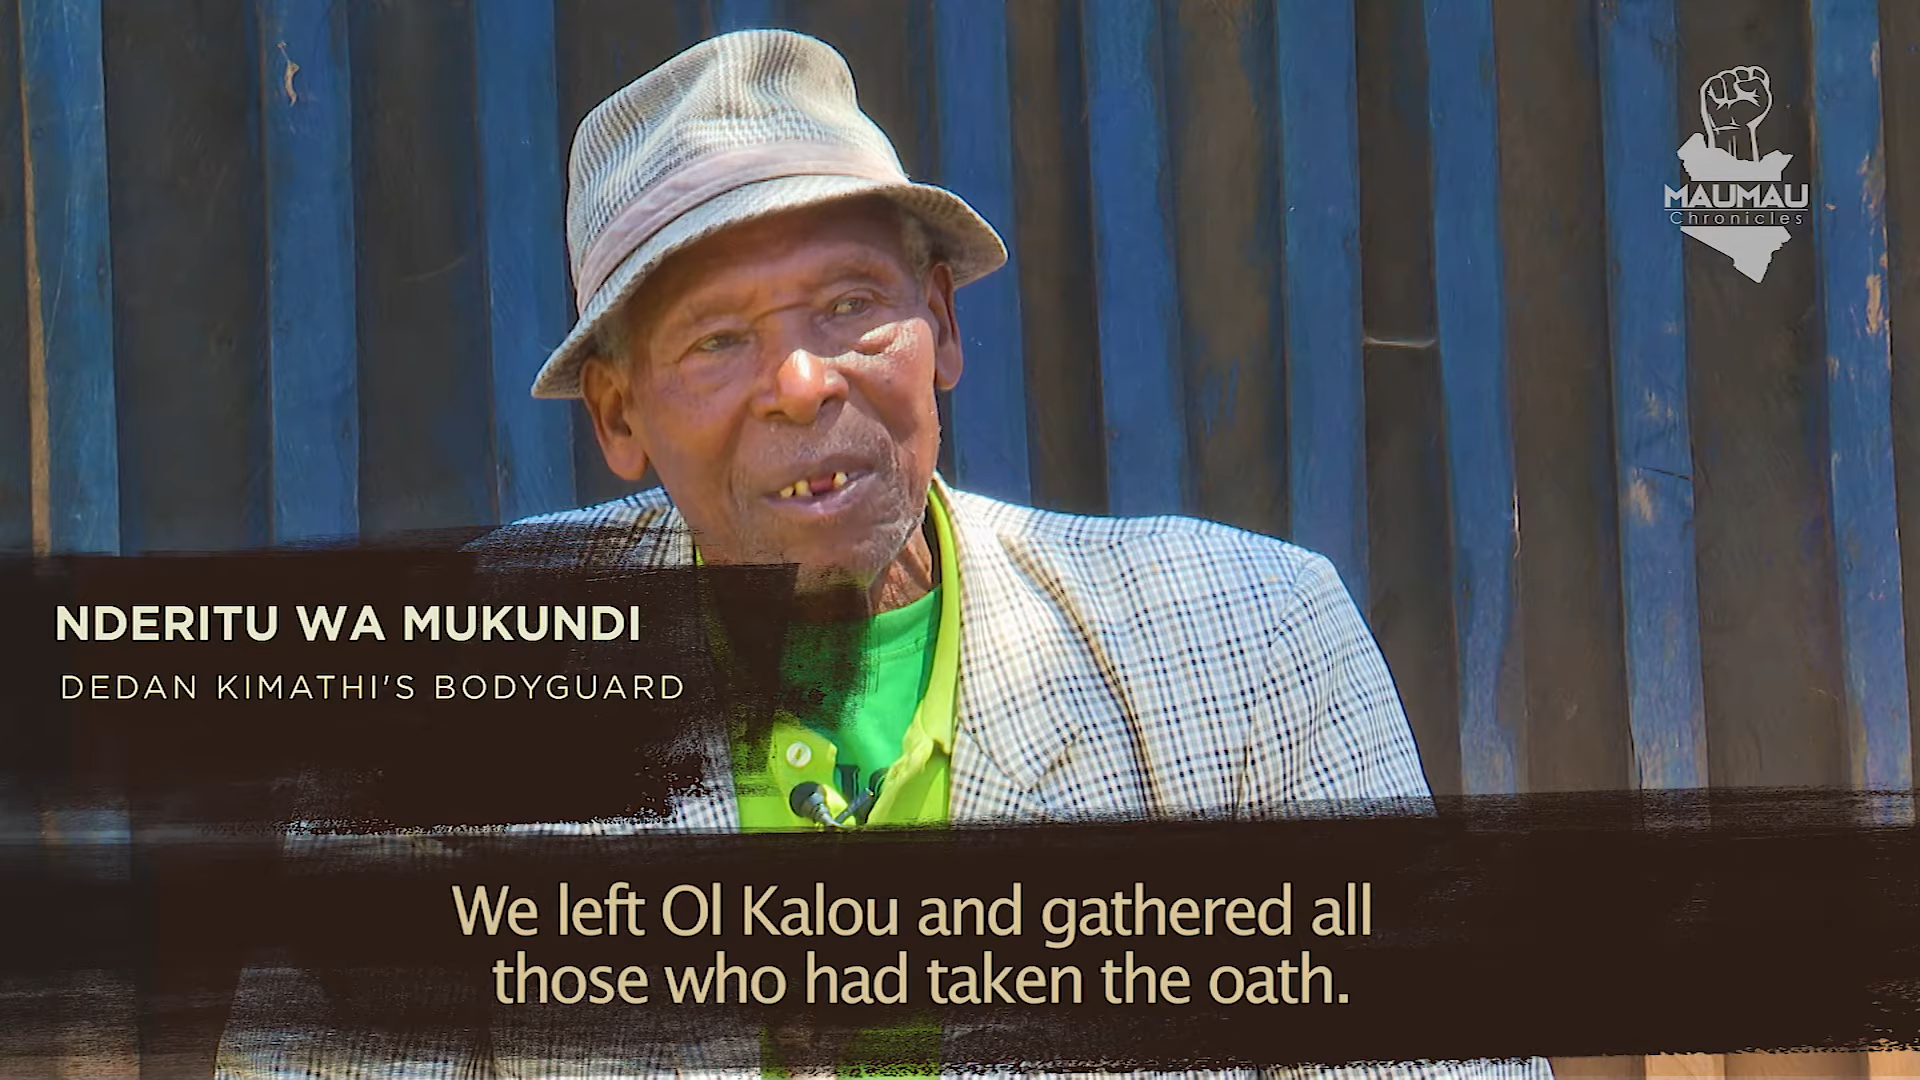 MAUMAU
Chronicles
NDERITU WA MUKUNDI
DEDAN KIMATHI'S BODYGUARD
We left Ol Kalou and gathered all
those who had taken the oath.